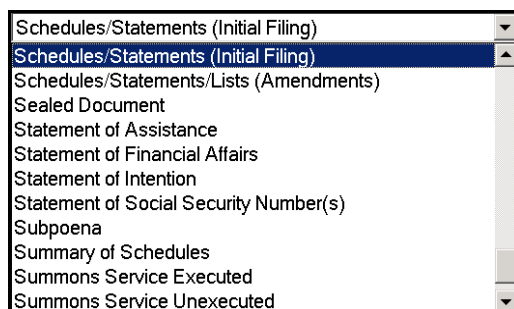 Schedules/Statements (Initial Filing)
Schedules/Statements (Initial Filing)
Schedules/Statements/Lists (Amendments)
Sealed Document
Statement of Assistance
Statement of Financial Affairs
Statement of Intention
Statement of Social Security Number(s)
Subpoena
Summary of Schedules
Summons Service Executed
Summons Service Unexecuted